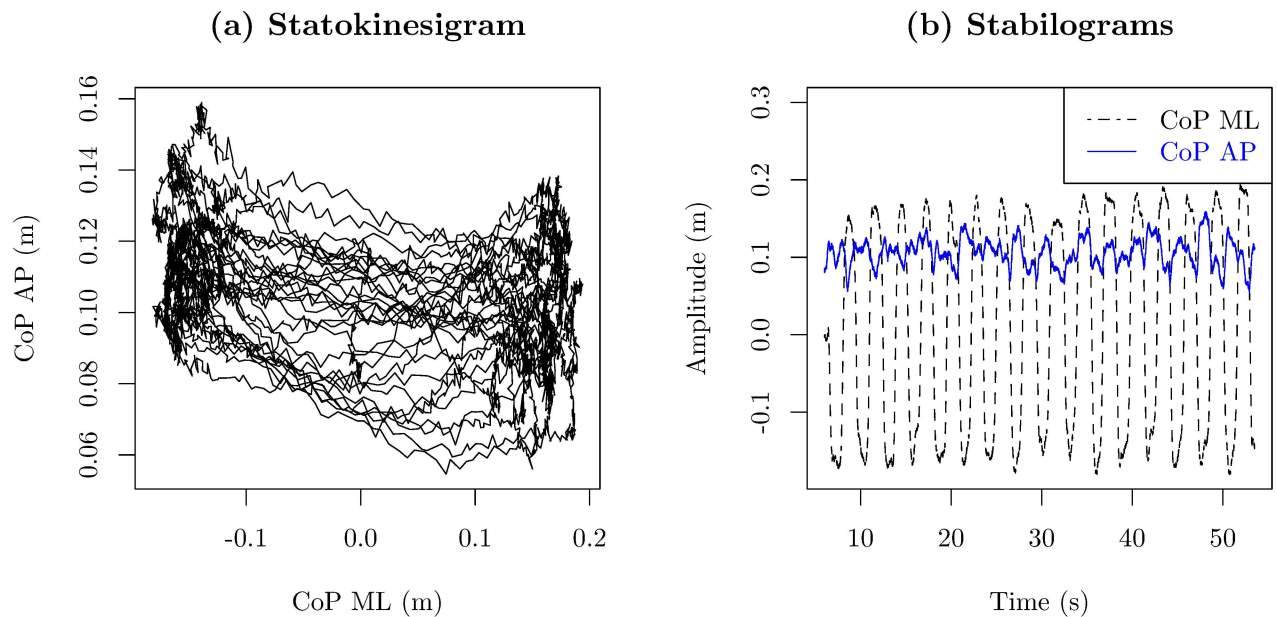 (a) Statokinesigram
CoP AP (m)
0.16
0.14
0.12
0.10
0.08
0.06
-0.1 0.0 0.1 0.2
CoP ML (m)
(b) Stabilograms
Amplitude (m)
0.3
0.2
0.1
0.0
-0.1
CoP ML
CoP AP
10 20 30 40 50
Time (s)